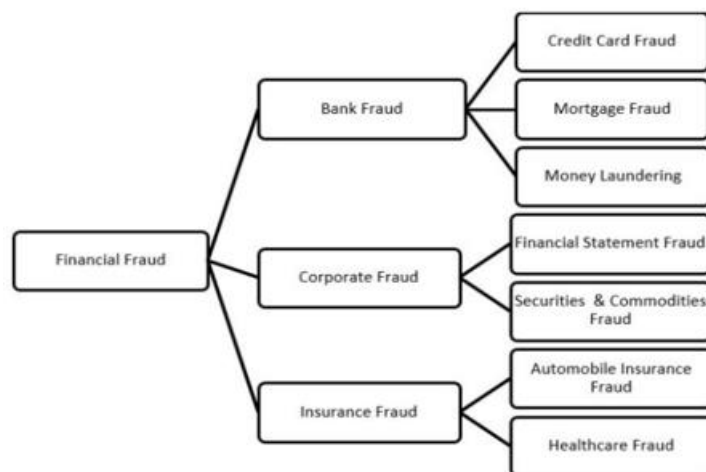 Credit Card Fraud
Bank Fraud
Mortgage Fraud
Money Laundering
Financial Fraud
Financial Statement Fraud
Corporate Fraud
Securities & Commodities
Fraud
Automobile Insurance
Fraud
Insurance Fraud
Healthcare Fraud